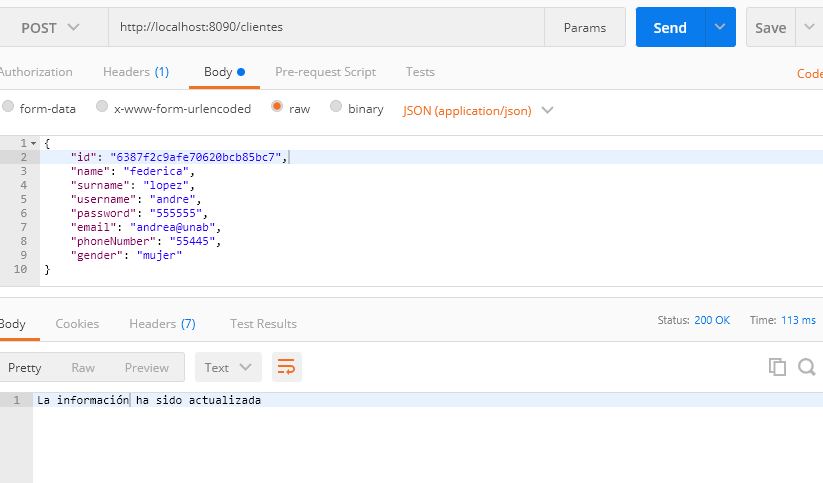 POST http://localhost:8090/clientes Params Send Save
Authorization Headers (1) Body Pre-request Script Tests Code
form-data x-www-form-urlencoded raw binary JSON (application/json)
1 {
2 "id": "6387f2c9afe70620bcb85bc7",
3 "name": "federica",
4 "surname": "lopez",
5 "username": "andre",
6 "password": "555555",
7 "email": "andrea@unab",
8 "phoneNumber": "55445",
9 "gender": "mujer"
10 }
Body Cookies Headers (7) Test Results Status: 200 OK Time: 113 ms
Pretty Raw Preview Text
1 La información ha sido actualizada